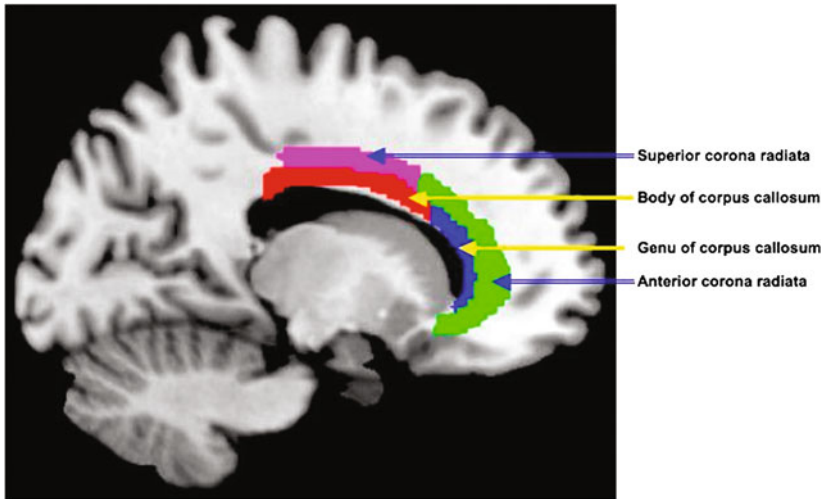 Superior corona radiata
Body of corpus callosum
Genu of corpus callosum
Anterior corona radiata